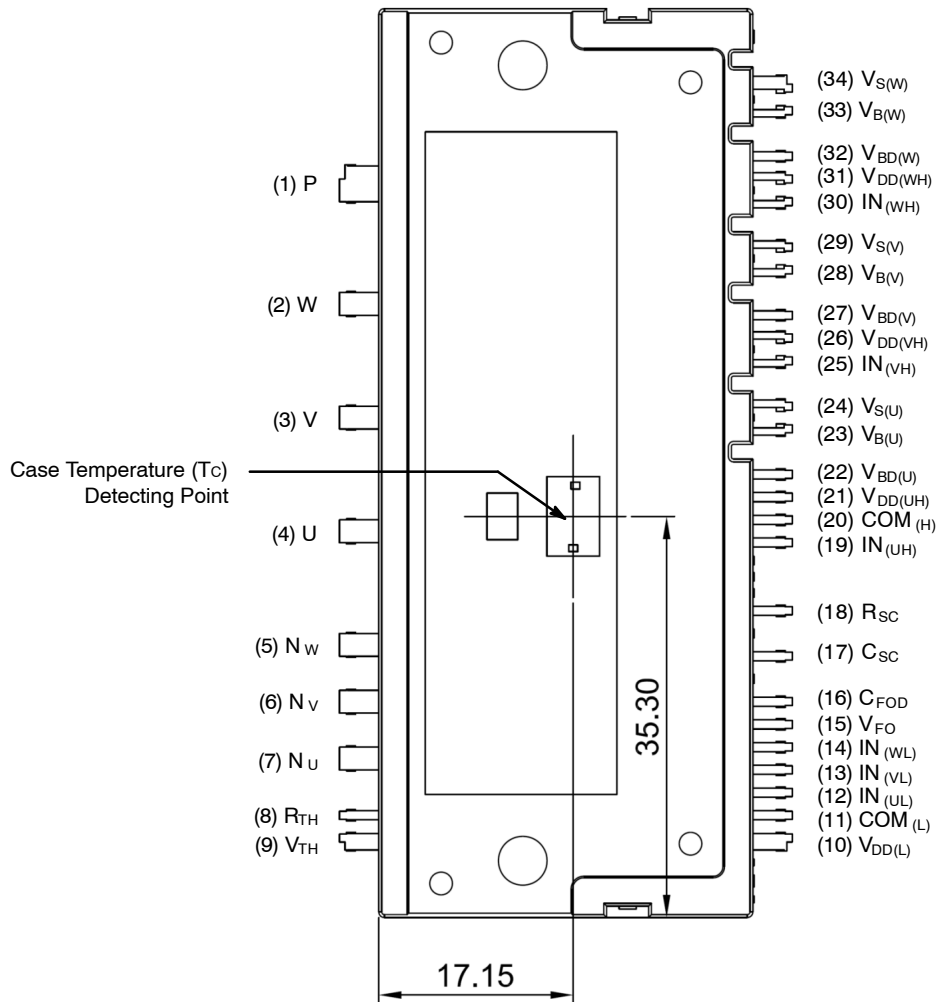 (1) P
(2) W
(3) V
Case Temperature (TC)
Detecting Point
(4) U
(5) N W
(6) N V
(7) N U
(8) RTH
(9) VTH
(34) VS(W)
(33) VB(W)
(32) VBD(W)
(31) VDD(WH)
(30) IN(WH)
(29) VS(V)
(28) VB(V)
(27) VBD(V)
(26) VDD(VH)
(25) IN(VH)
(24) VS(U)
(23) VB(U)
(22) VBD(U)
(21) VDD(UH)
(20) COM (H)
(19) IN(UH)
(18) RSC
(17) CSC
(16) CFOD
(15) VFO
(14) IN (WL)
(13) IN (VL)
(12) IN (UL)
(11) COM (L)
(10) VDD(L)
35.30
17.15